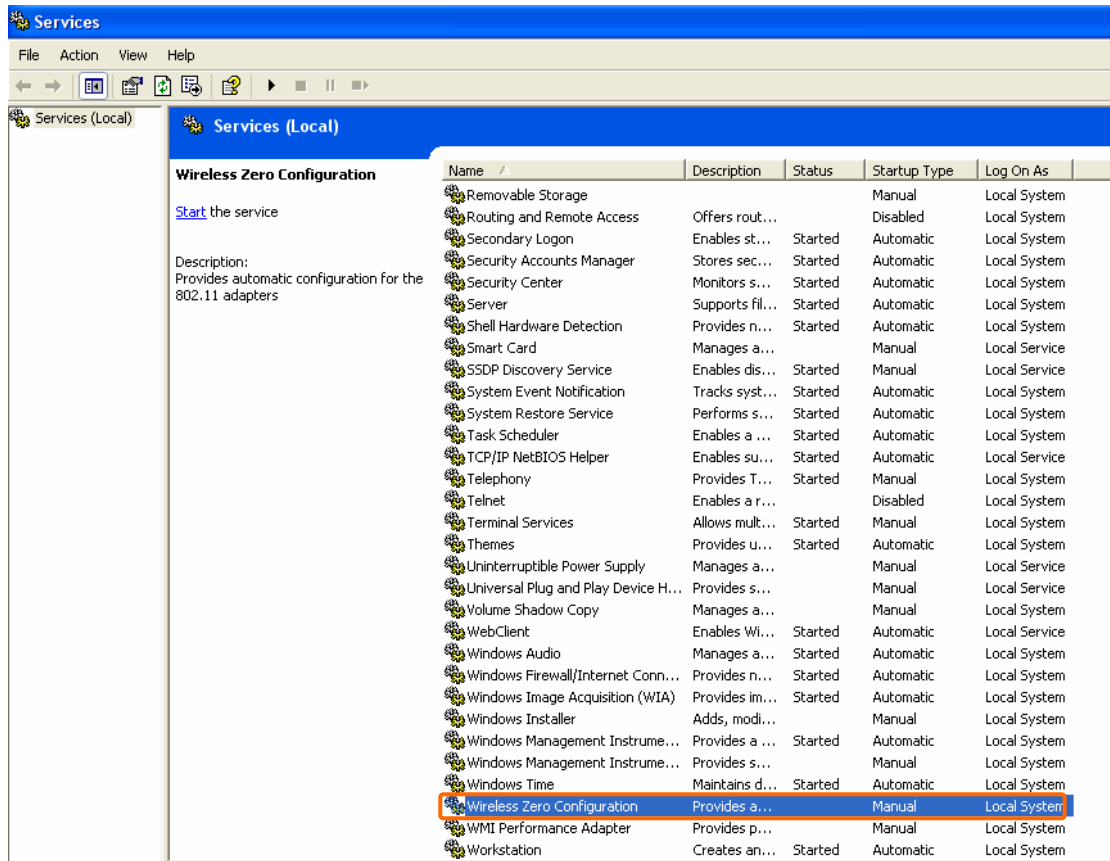 Services
File Action View Help
Services (Local)
Services (Local)
Wireless Zero Configuration
Start the service
Description:
Provides automatic configuration for the
802.11 adapters
Name Description Status Startup Type Log On As
Removable Storage Manual Local System
Routing and Remote Access Offers rout... Disabled Local System
Secondary Logon Enables st... Started Automatic Local System
Security Accounts Manager Stores sec... Started Automatic Local System
Security Center Monitors s... Started Automatic Local System
Server Supports fil... Started Automatic Local System
Shell Hardware Detection Provides n... Started Automatic Local System
Smart Card Manages a... Manual Local Service
SSDP Discovery Service Enables dis... Started Manual Local Service
System Event Notification Tracks syst... Started Automatic Local System
System Restore Service Performs s... Started Automatic Local System
Task Scheduler Enables a ... Started Automatic Local System
TCP/IP NetBIOS Helper Enables su... Started Automatic Local Service
Telephony Provides T... Started Manual Local System
Telnet Enables a r... Disabled Local System
Terminal Services Allows mult... Started Manual Local System
Themes Provides u... Started Automatic Local System
Uninterruptible Power Supply Manages a... Manual Local Service
Universal Plug and Play Device H... Provides s... Manual Local Service
Volume Shadow Copy Manages a... Manual Local System
WebClient Enables Wi... Started Automatic Local Service
Windows Audio Manages a... Started Automatic Local System
Windows Firewall/Internet Conn... Provides n... Started Automatic Local System
Windows Image Acquisition (WIA) Provides im... Started Automatic Local System
Windows Installer Adds, modi... Manual Local System
Windows Management Instrume... Provides a ... Started Automatic Local System
Windows Management Instrume... Provides s... Manual Local System
Windows Time Maintains d... Started Automatic Local System
Wireless Zero Configuration Provides a... Manual Local System
WMI Performance Adapter Provides p... Manual Local System
Workstation Creates an... Started Automatic Local System